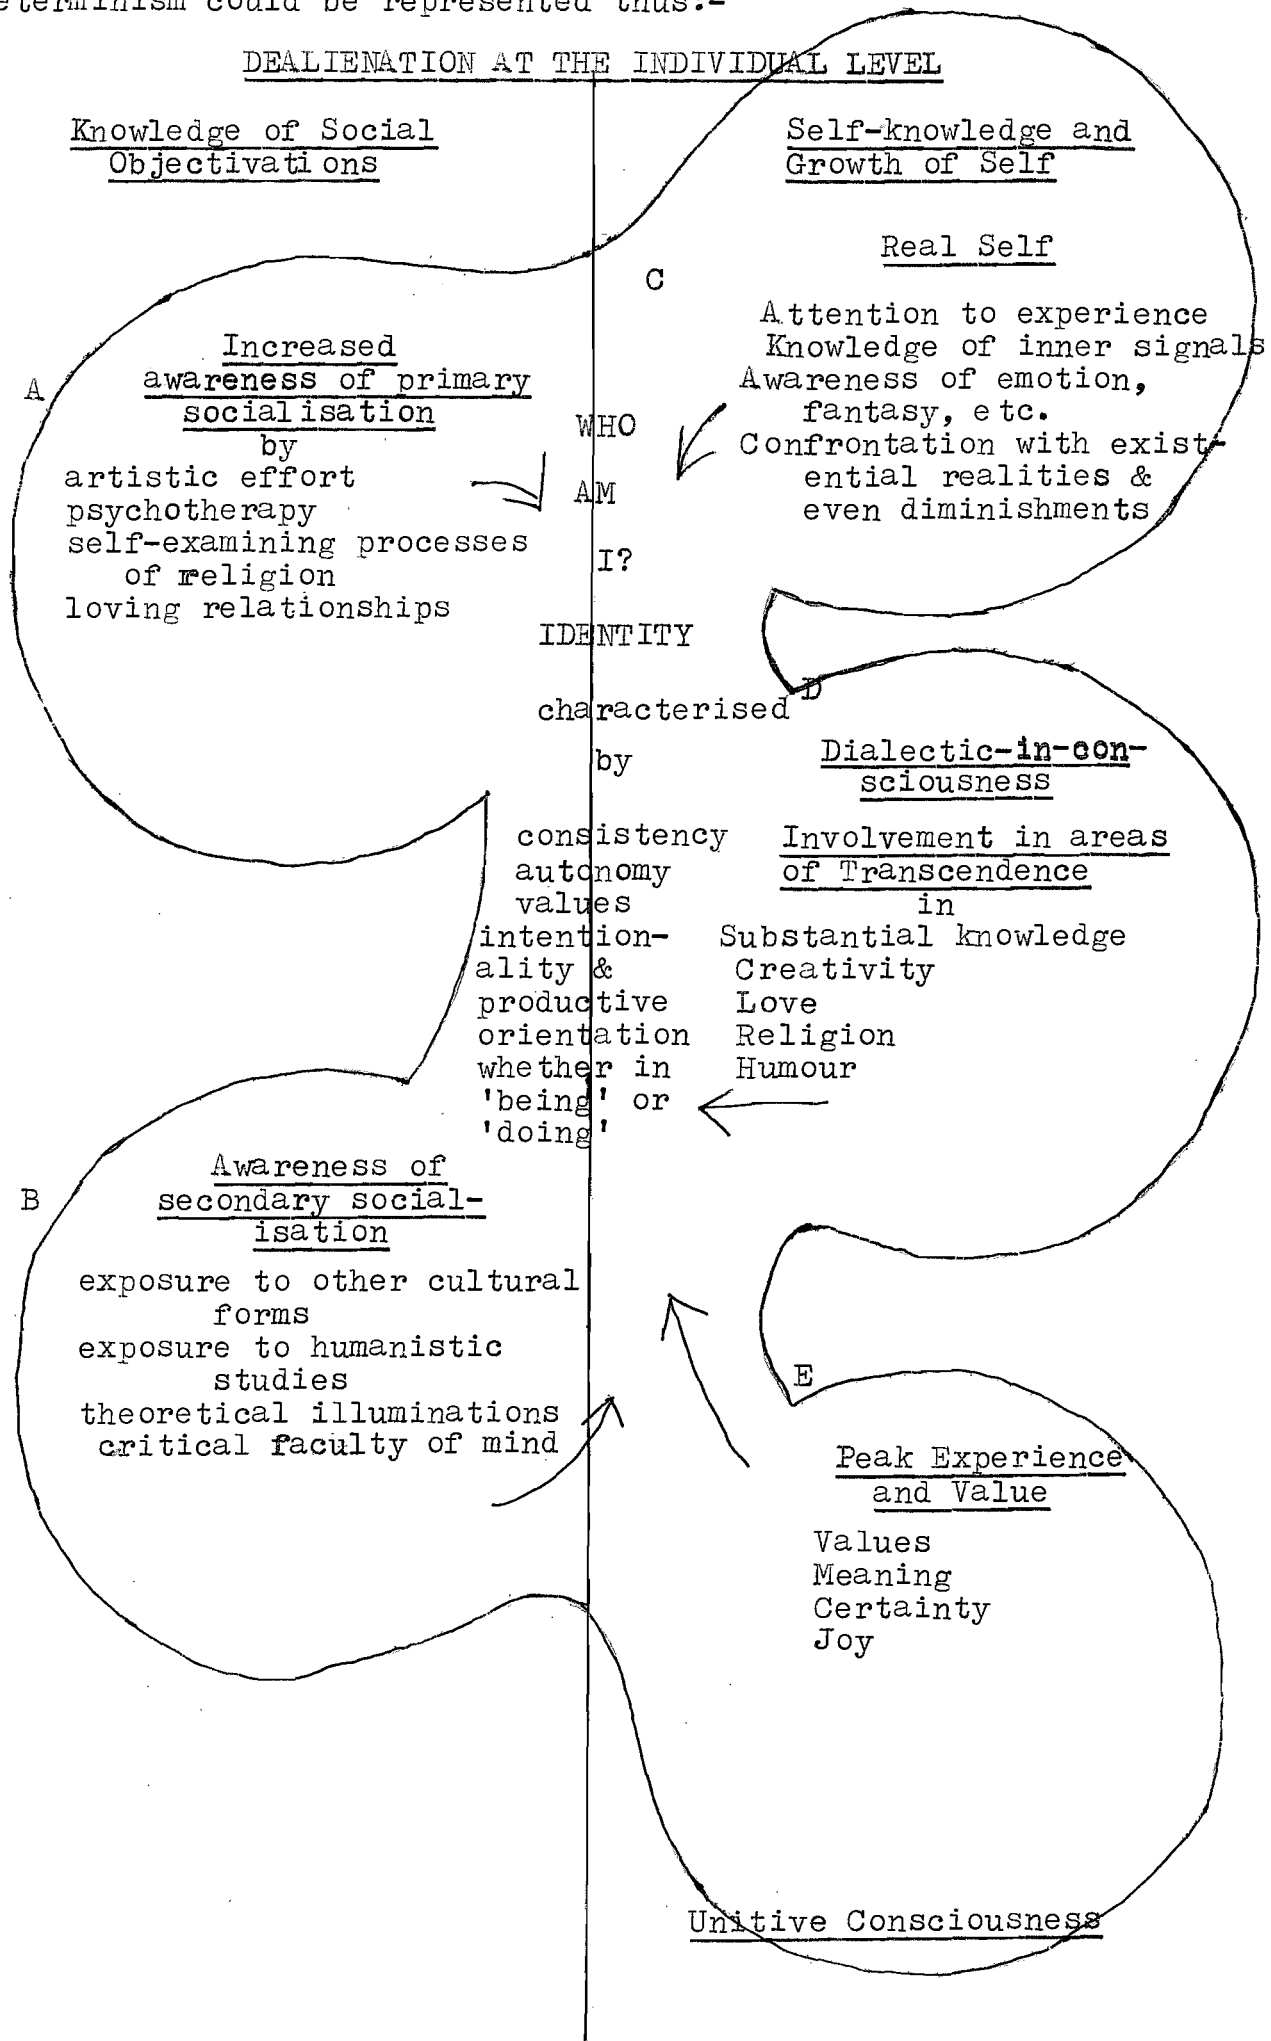 eterminism could be represented thus:-
DEALIENATION AT THE INDIVIDUAL LEVEL
Knowledge of Social
Objectivations
Self-knowledge and
Growth of Self
Real Self
C
Attention to experience
Knowledge of inner signals
Awareness of emotion,
fantasy, etc.
Confrontation with exist-
ential realities &
even diminishments
A
Increased
awareness of primary
socialisation
by
artistic effort
psychotherapy
self-examining processes
of religion
loving relationships
WHO
AM
I?
IDENTITY
characterised
by
consistency
autonomy
values
intention-
ality &
productive
orientation
whether in
'being' or
'doing'
D
Dialectic-in-con-
sciousness
Involvement in areas
of Transcendence
in
Substantial knowledge
Creativity
Love
Religion
Humour
B
Awareness of
secondary social-
isation
exposure to other cultural
forms
exposure to humanistic
studies
theoretical illuminations
critical faculty of mind
E
Peak Experience
and Value
Values
Meaning
Certainty
Joy
Unitive Consciousness